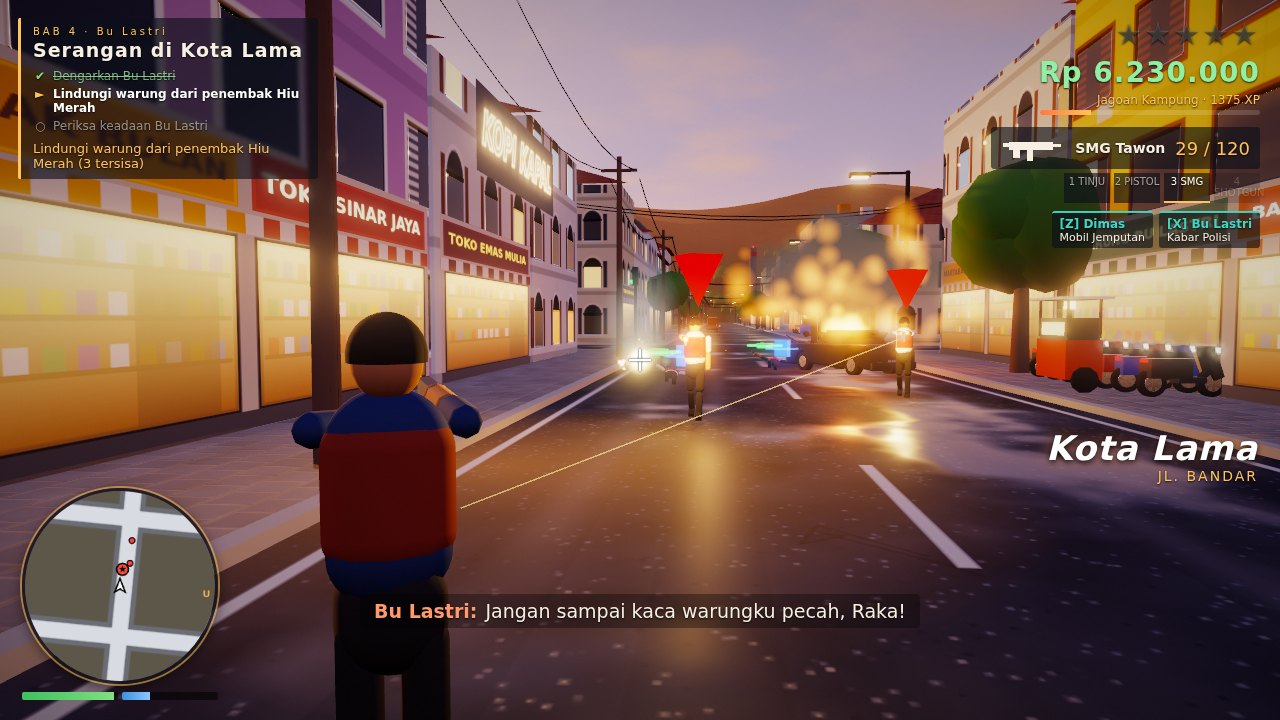 BAB 4 · Bu Lastri
Serangan di Kota Lama
✔ Dengarkan Bu Lastri
► Lindungi warung dari penembak Hiu
Merah
○ Periksa keadaan Bu Lastri
Lindungi warung dari penembak Hiu
Merah (3 tersisa)
Rp 6.230.000
Jagoan Kampung · 1375 XP
SMG Tawon 29 / 120
1 TINJU 2 PISTOL 3 SMG 4 SHOTGUN
[Z] Dimas
Mobil Jemputan
[X] Bu Lastri
Kabar Polisi
KOPI KAPAL
SINAR JAYA
TOKO EMAS MULIA
Kota Lama
JL. BANDAR
U
Bu Lastri: Jangan sampai kaca warungku pecah, Raka!